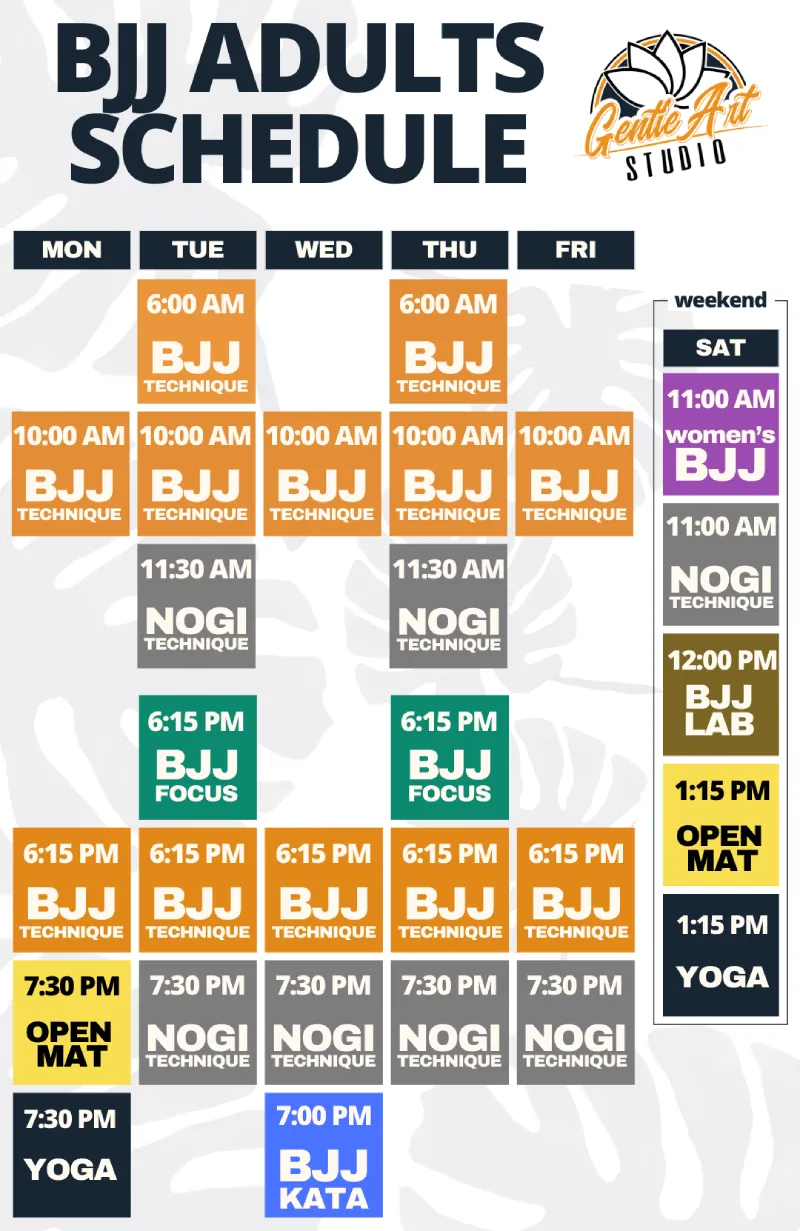 BJJ ADULTS
SCHEDULE
Gentle Art
STUDIO
MON TUE WED THU FRI
6:00 AM 6:00 AM
BJJ BJJ
TECHNIQUE TECHNIQUE
10:00 AM 10:00 AM 10:00 AM 10:00 AM 10:00 AM
BJJ BJJ BJJ BJJ BJJ
TECHNIQUE TECHNIQUE TECHNIQUE TECHNIQUE TECHNIQUE
11:30 AM 11:30 AM
NOGI NOGI
TECHNIQUE TECHNIQUE
6:15 PM 6:15 PM
BJJ BJJ
FOCUS FOCUS
6:15 PM 6:15 PM 6:15 PM 6:15 PM 6:15 PM
BJJ BJJ BJJ BJJ BJJ
TECHNIQUE TECHNIQUE TECHNIQUE TECHNIQUE TECHNIQUE
7:30 PM 7:30 PM 7:30 PM 7:30 PM 7:30 PM
OPEN NOGI NOGI NOGI NOGI
MAT TECHNIQUE TECHNIQUE TECHNIQUE TECHNIQUE
7:30 PM 7:00 PM
YOGA BJJ
KATA
weekend
SAT
11:00 AM
women's
BJJ
11:00 AM
NOGI
TECHNIQUE
12:00 PM
BJJ
LAB
1:15 PM
OPEN
MAT
1:15 PM
YOGA